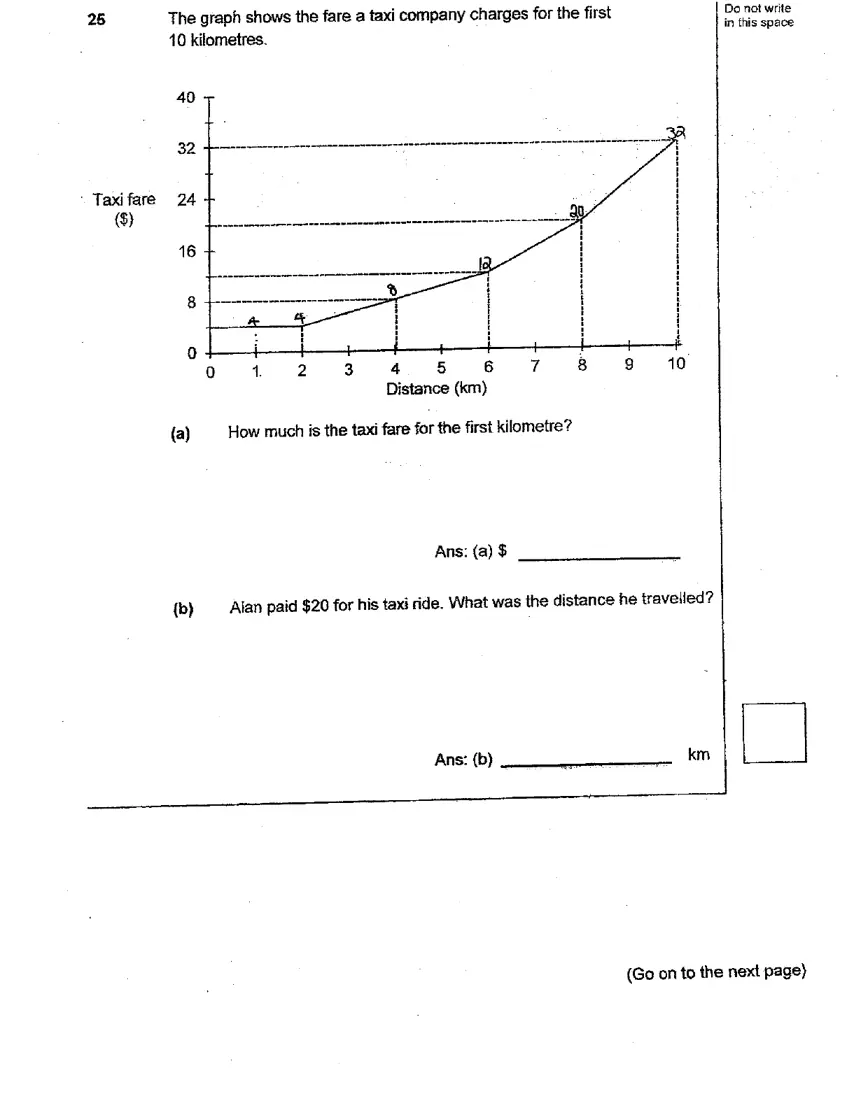 25 The graph shows the fare a taxi company charges for the first
10 kilometres.
Do not write
in this space
40
32
Taxi fare
($)
24
16
8
0
32
20
12
8
4 4
0 1. 2 3 4 5 6 7 8 9 10
Distance (km)
(a) How much is the taxi fare for the first kilometre?
Ans: (a) $
(b) Alan paid $20 for his taxi ride. What was the distance he travelled?
Ans: (b) km
(Go on to the next page)